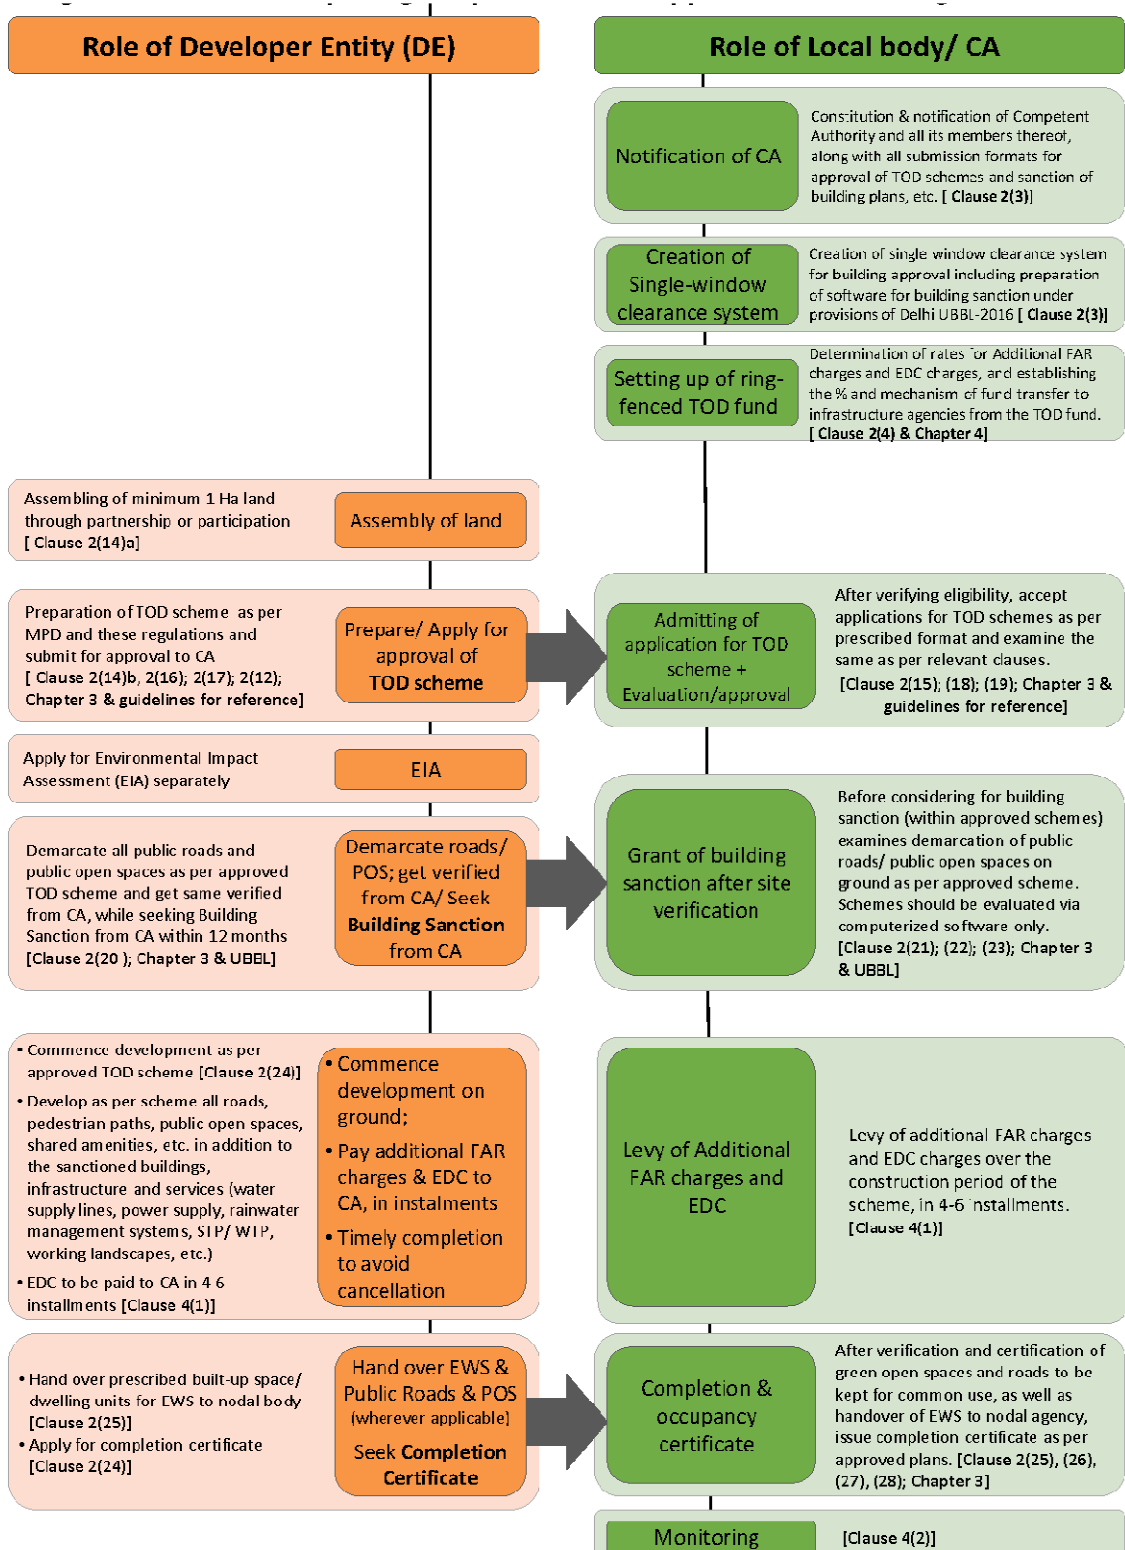 Role of Developer Entity (DE)
Role of Local body/ CA
Notification of CA
Constitution & notification of Competent
Authority and all its members thereof,
along with all submission formats for
approval of TOD schemes and sanction of
building plans, etc. [ Clause 2(3)]
Creation of
Single-window
clearance system
Creation of single window clearance system
for building approval including preparation
of software for building sanction under
provisions of Delhi UBBL-2016 [ Clause 2(3)]
Setting up of ring-
fenced TOD fund
Determination of rates for Additional FAR
charges and EDC charges, and establishing
the % and mechanism of fund transfer to
infrastructure agencies from the TOD fund.
[ Clause 2(4) & Chapter 4]
Assembling of minimum 1 Ha land
through partnership or participation
[ Clause 2(14)a]
Assembly of land
Preparation of TOD scheme as per
MPD and these regulations and
submit for approval to CA
[ Clause 2(14)b, 2(16); 2(17); 2(12);
Chapter 3 & guidelines for reference]
Prepare/ Apply for
approval of
TOD scheme
Admitting of
application for TOD
scheme +
Evaluation/approval
After verifying eligibility, accept
applications for TOD schemes as per
prescribed format and examine the
same as per relevant clauses.
[Clause 2(15); (18); (19); Chapter 3 &
guidelines for reference]
Apply for Environmental Impact
Assessment (EIA) separately
EIA
Demarcate all public roads and
public open spaces as per approved
TOD scheme and get same verified
from CA, while seeking Building
Sanction from CA within 12 months
[Clause 2(20 ); Chapter 3 & UBBL]
Demarcate roads/
POS; get verified
from CA/ Seek
Building Sanction
from CA
Grant of building
sanction after site
verification
Before considering for building
sanction (within approved schemes)
examines demarcation of public
roads/ public open spaces on
ground as per approved scheme.
Schemes should be evaluated via
computerized software only.
[Clause 2(21); (22); (23); Chapter 3
& UBBL]
• Commence development as per
approved TOD scheme [Clause 2(24)]
• Develop as per scheme all roads,
pedestrian paths, public open spaces,
shared amenities, etc. in addition to
the sanctioned buildings,
infrastructure and services (water
supply lines, power supply, rainwater
management systems, STP/ WTP,
working landscapes, etc.)
• EDC to be paid to CA in 4 6
installments [Clause 4(1)]
• Commence
development on
ground;
• Pay additional FAR
charges & EDC to
CA, in instalments
• Timely completion
to avoid
cancellation
Levy of Additional
FAR charges and
EDC
Levy of additional FAR charges
and EDC charges over the
construction period of the
scheme, in 4-6 installments.
[Clause 4(1)]
• Hand over prescribed built-up space/
dwelling units for EWS to nodal body
[Clause 2(25)]
• Apply for completion certificate
[Clause 2(24)]
Hand over EWS &
Public Roads & POS
(wherever applicable)
Seek Completion
Certificate
Completion &
occupancy
certificate
After verification and certification of
green open spaces and roads to be
kept for common use, as well as
handover of EWS to nodal agency,
issue completion certificate as per
approved plans. [Clause 2(25), (26),
(27), (28); Chapter 3]
Monitoring
[Clause 4(2)]